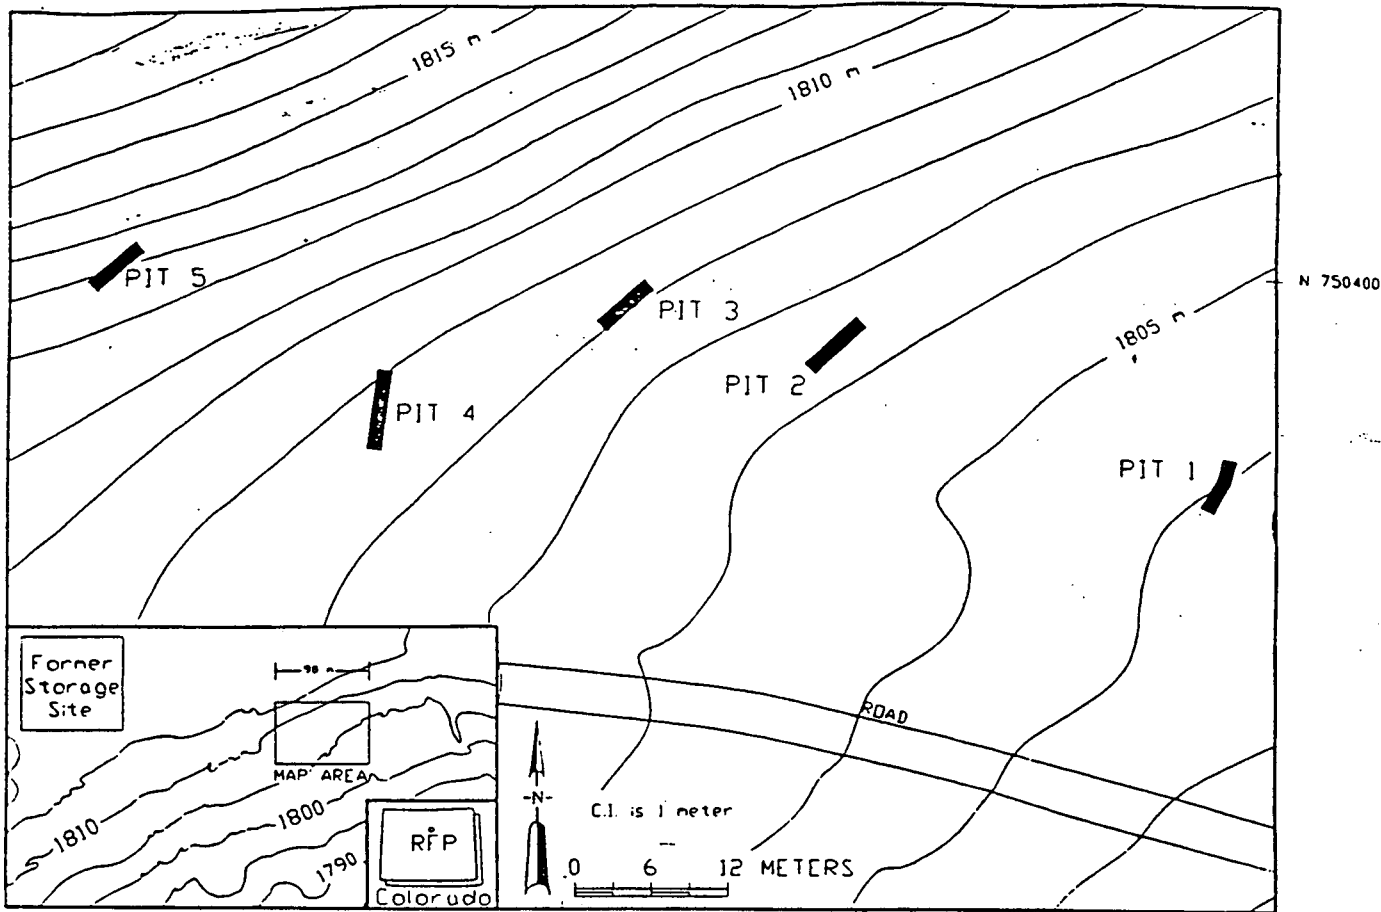 1815 m
1810 m
N 750400
PIT 5
PIT 3
1805 m
PIT 2
PIT 4
PIT 1
Former
Storage
Site
98 m
MAP AREA
1810
1800
1790
RFP
Colorado
ROAD
-N-
C.I. is 1 meter
0 6 12 METERS